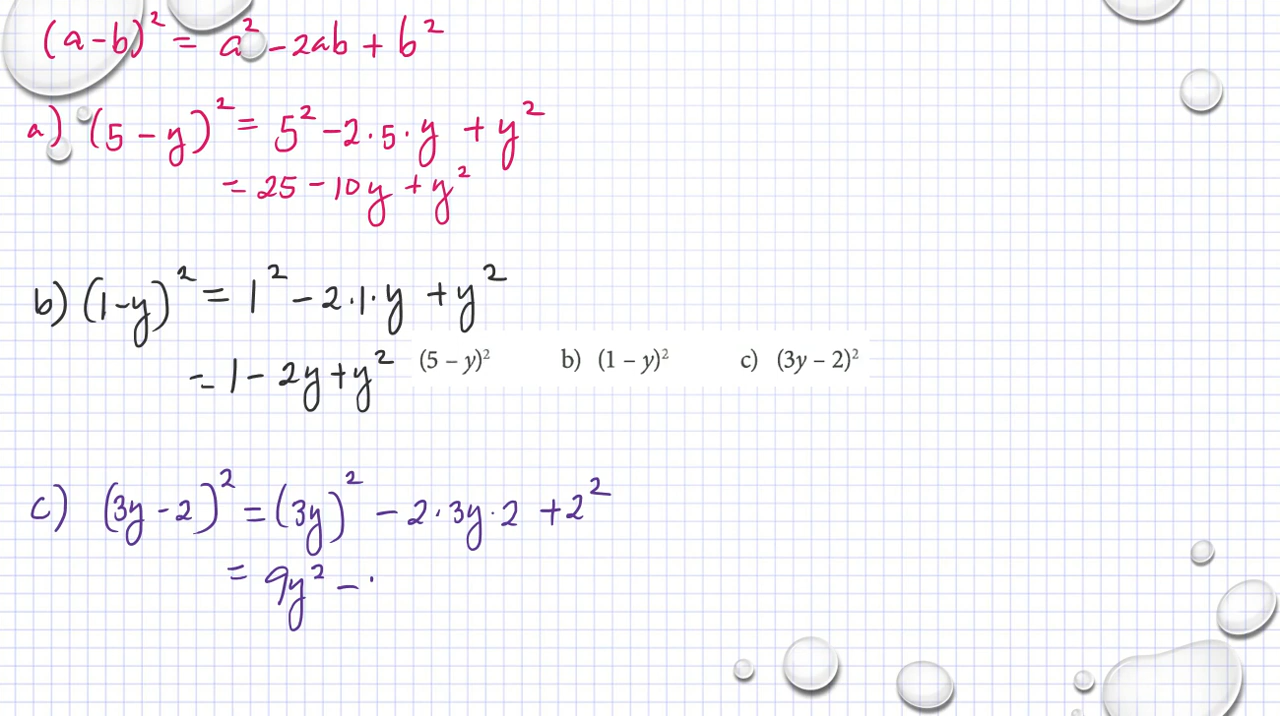 (a-b)² = a² - 2ab + b²
a) (5 - y)² = 5² - 2·5·y + y²
= 25 - 10y + y²
b) (1-y)² = 1² - 2·1·y + y²
= 1 - 2y + y²
(5 – y)² b) (1 – y)² c) (3y – 2)²
c) (3y - 2)² = (3y)² - 2·3y·2 + 2²
= 9y² -